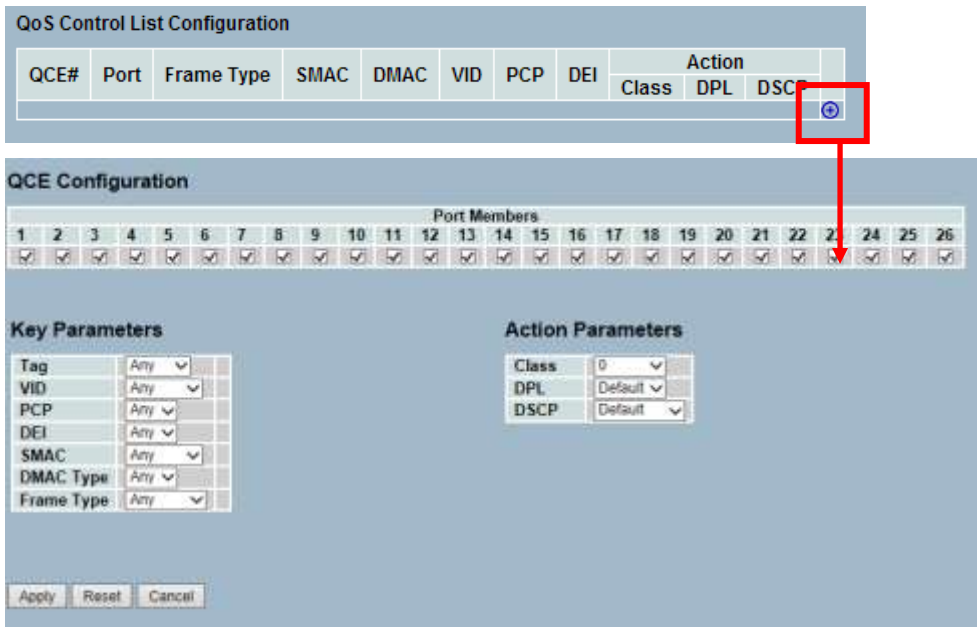 QoS Control List Configuration
Action
QCE# Port Frame Type SMAC DMAC VID PCP DEI
Class DPL DSCP
QCE Configuration
Port Members
1 2 3 4 5 6 7 8 9 10 11 12 13 14 15 16 17 18 19 20 21 22 23 24 25 26
Key Parameters
Tag Any
VID Any
PCP Any
DEI Any
SMAC Any
DMAC Type Any
Frame Type Any
Action Parameters
Class 0
DPL Default
DSCP Default
Apply Reset Cancel